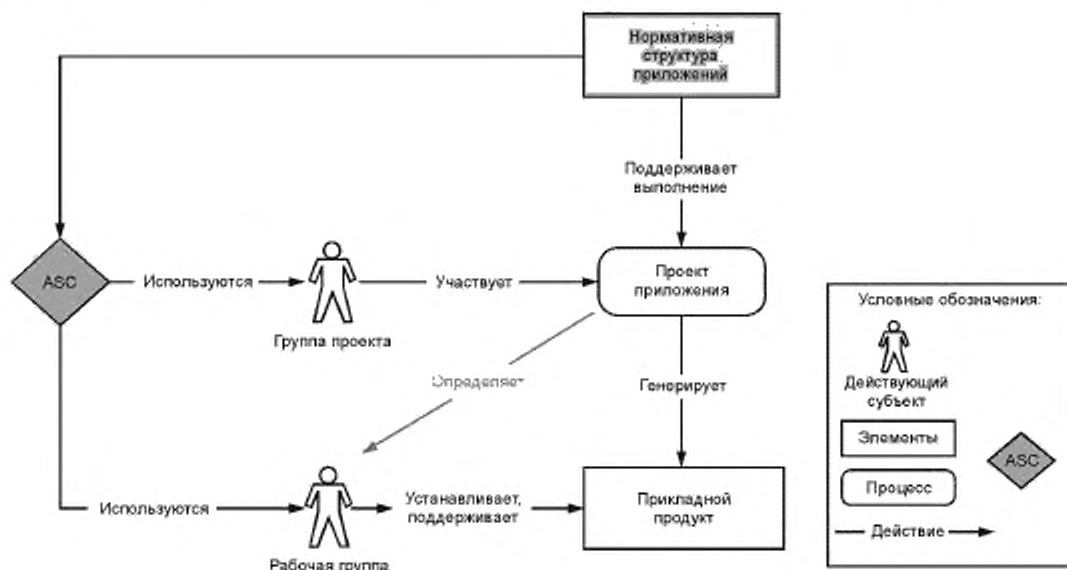 Нормативная
структура
приложений
Поддерживает
выполнение
ASC
Используются
Участвует
Проект
приложения
Группа проекта
Определяет
Генерирует
Используются
Устанавливает,
поддерживает
Прикладной
продукт
Рабочая группа
Условные обозначения:
Действующий
субъект
Элементы
ASC
Процесс
Действие